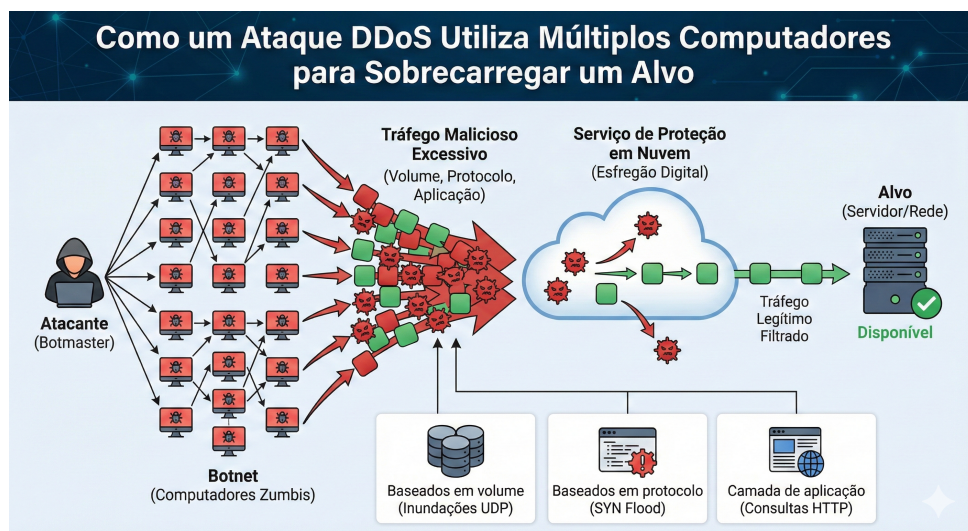 Como um Ataque DDoS Utiliza Múltiplos Computadores
para Sobrecarregar um Alvo
Atacante
(Botmaster)
Botnet
(Computadores Zumbis)
Tráfego Malicioso
Excessivo
(Volume, Protocolo,
Aplicação)
Serviço de Proteção
em Nuvem
(Esfregão Digital)
Tráfego
Legítimo
Filtrado
Alvo
(Servidor/Rede)
Disponível
Baseados em volume
(Inundações UDP)
Baseados em protocolo
(SYN Flood)
Camada de aplicação
(Consultas HTTP)